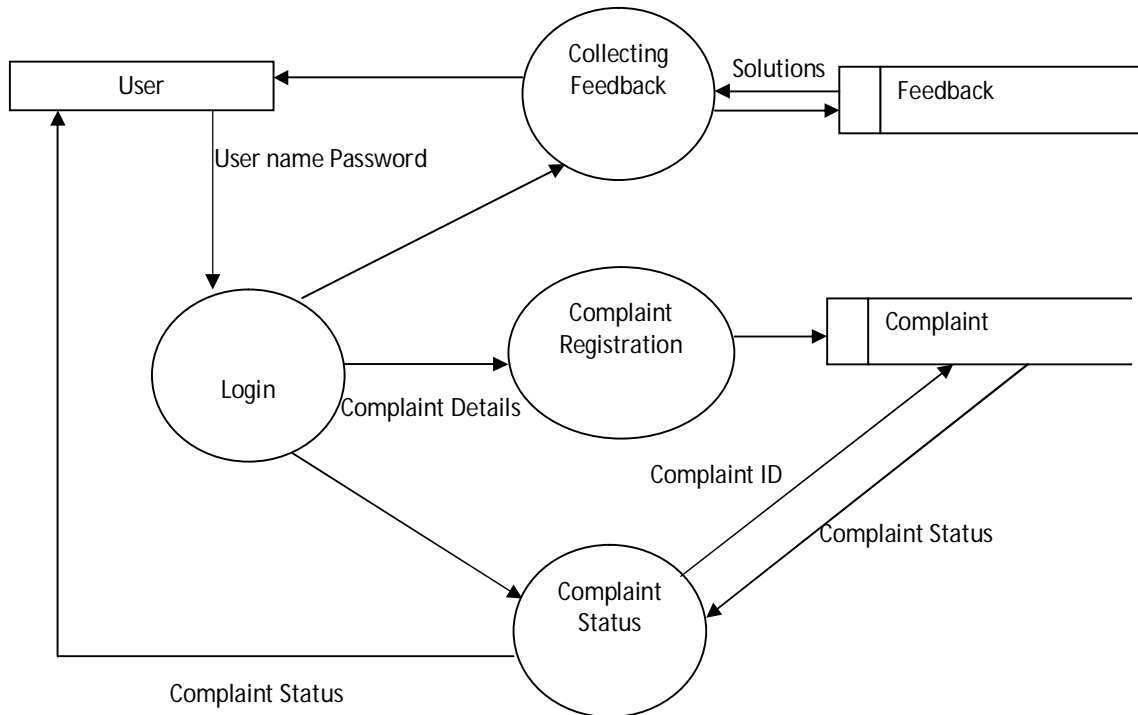 Collecting
Feedback
Solutions
Feedback
User
User name Password
Complaint
Registration
Complaint
Login
Complaint Details
Complaint ID
Complaint Status
Complaint
Status
Complaint Status